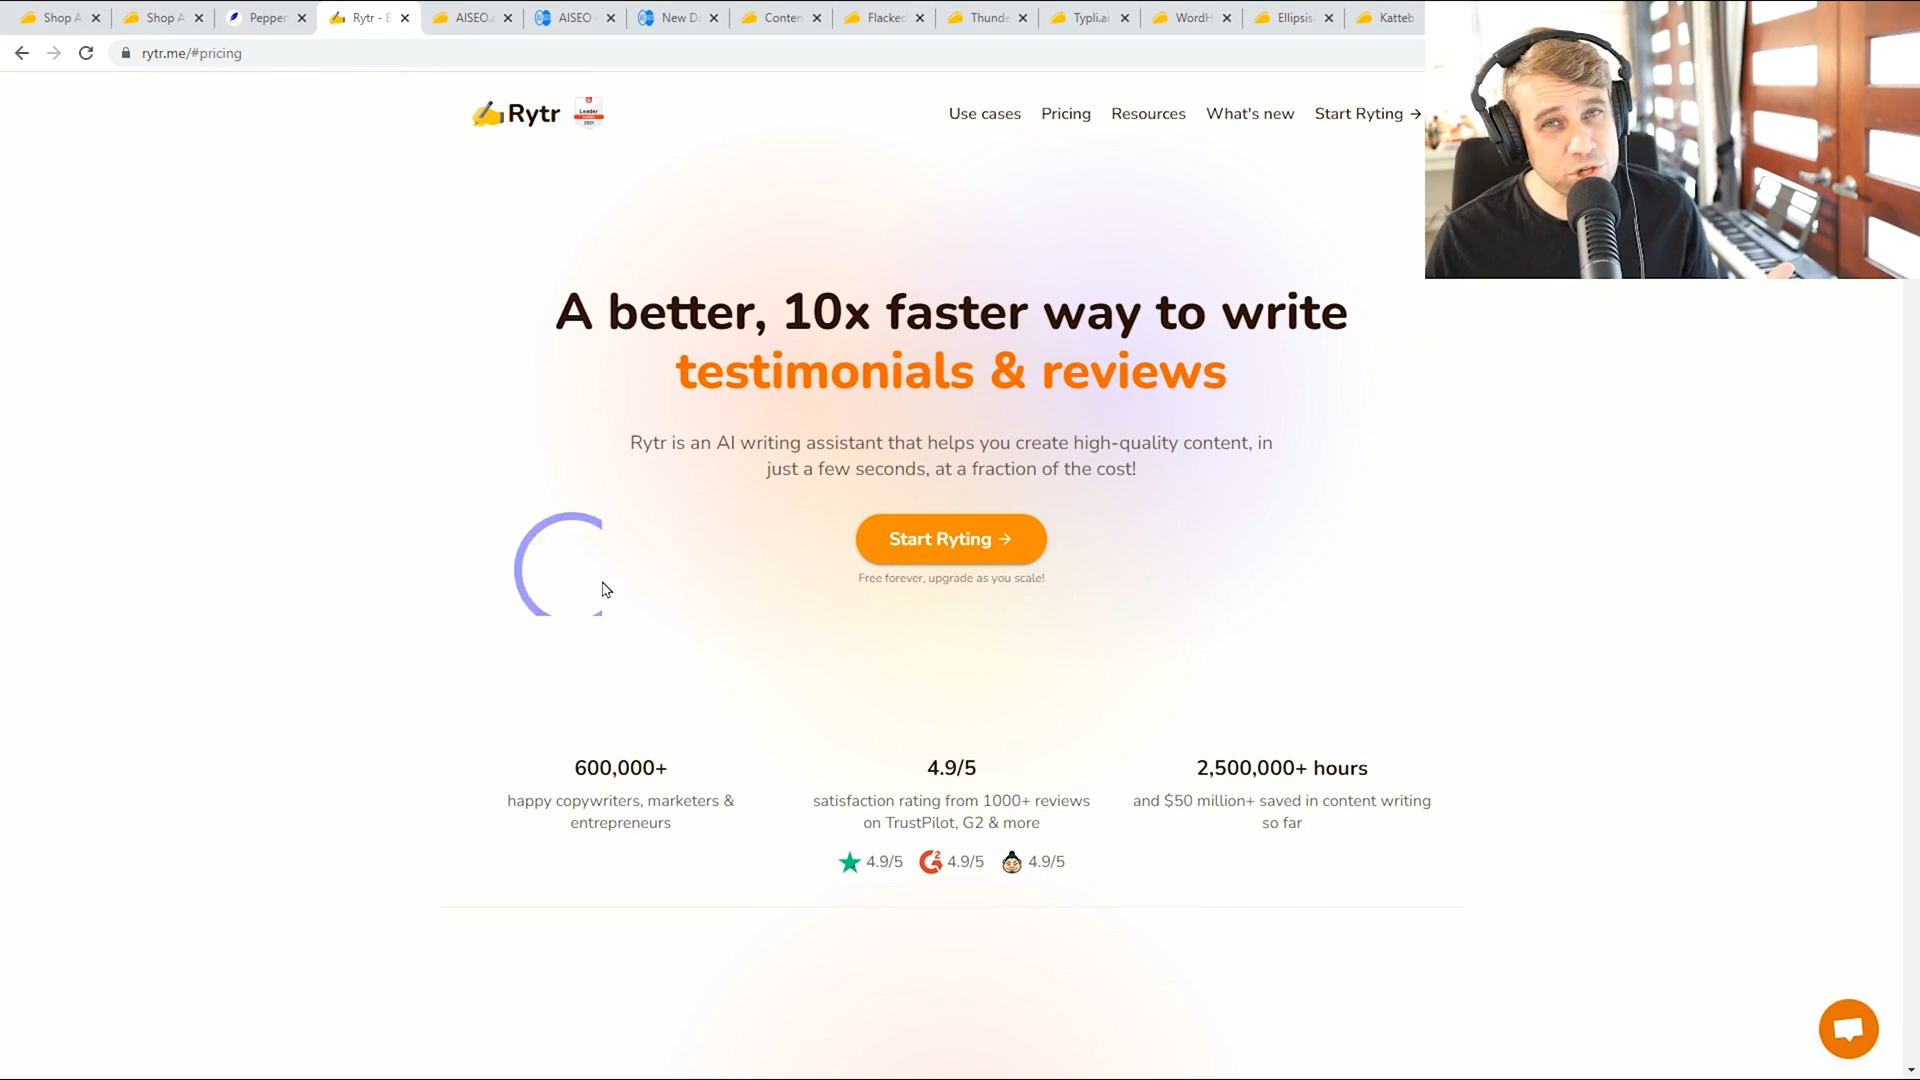 Shop A
Shop A
Pepper
Rytr - B
AISEO.
AISEO -
New D
Conten
Flacked
Thunde
Typli.ai
WordH
Ellipsis
Katteb
rytr.me/#pricing
Rytr
Leader
2021
Use cases
Pricing
Resources
What's new
Start Ryting →
A better, 10x faster way to write
testimonials & reviews
Rytr is an AI writing assistant that helps you create high-quality content, in
just a few seconds, at a fraction of the cost!
Start Ryting →
Free forever, upgrade as you scale!
600,000+
happy copywriters, marketers &
entrepreneurs
4.9/5
satisfaction rating from 1000+ reviews
on TrustPilot, G2 & more
4.9/5
4.9/5
4.9/5
2,500,000+ hours
and $50 million+ saved in content writing
so far